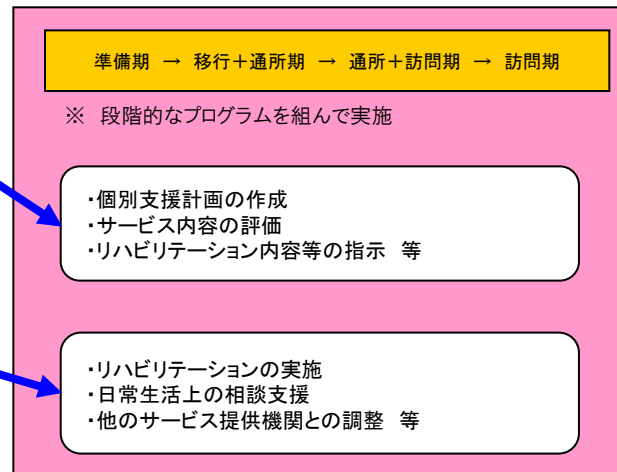 準備期 → 移行+通所期 → 通所+訪問期 → 訪問期
※ 段階的なプログラムを組んで実施
・個別支援計画の作成
・サービス内容の評価
・リハビリテーション内容等の指示 等
・リハビリテーションの実施
・日常生活上の相談支援
・他のサービス提供機関との調整 等